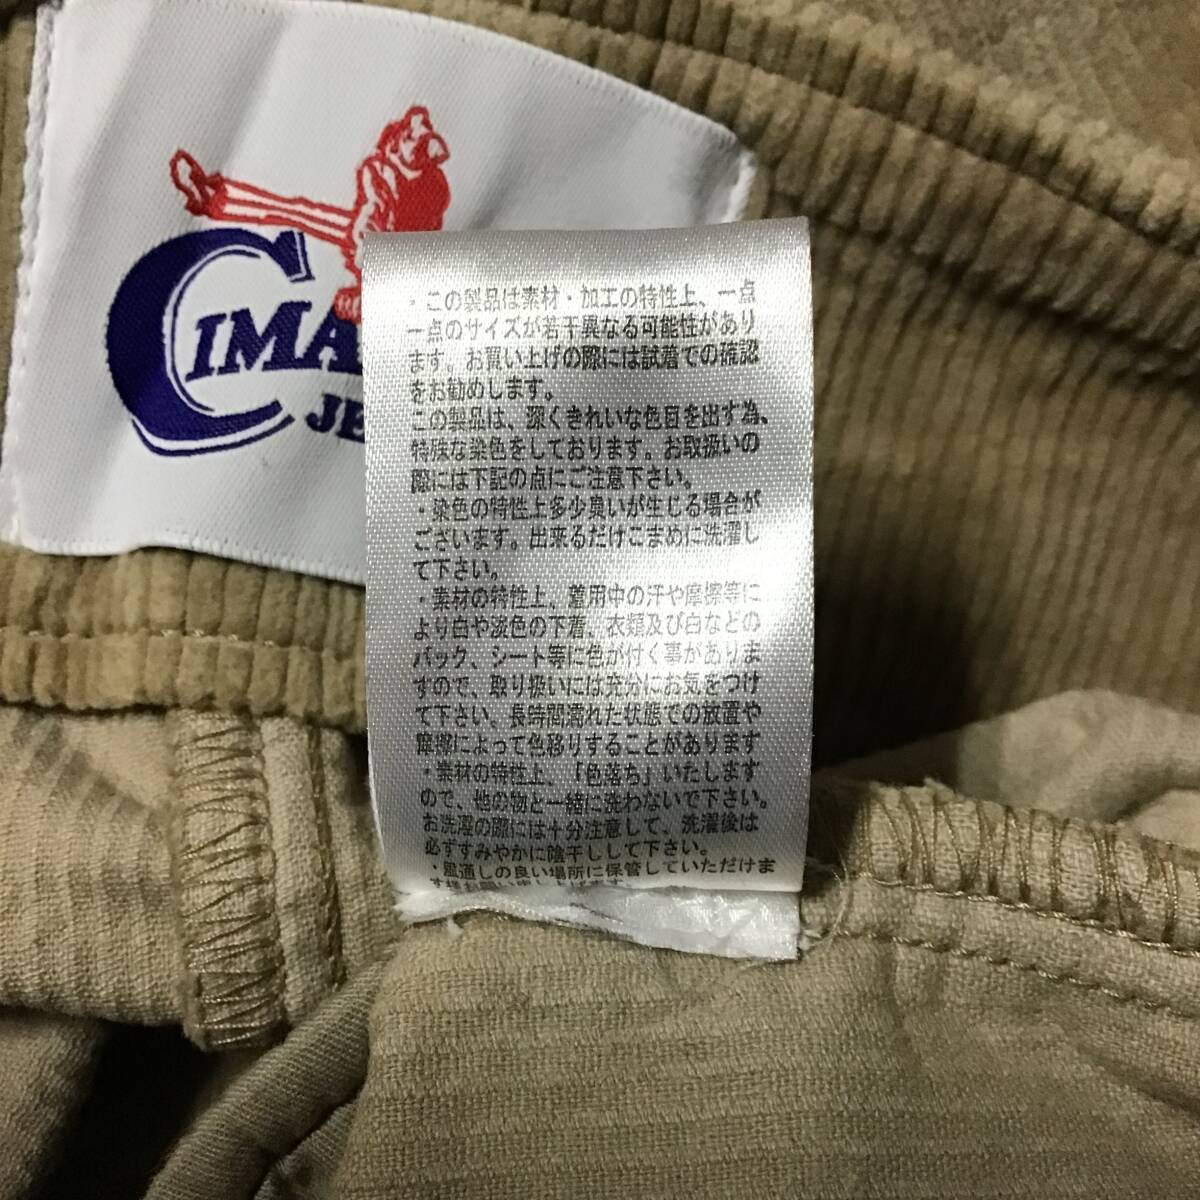 CIMA
JE
・この製品は素材・加工の特性上、一点
一点のサイズが若干異なる可能性があり
ます。お買い上げの際には試着での確認
をお勧めします。
この製品は、深くきれいな色目を出す為、
特殊な染色をしております。お取扱いの
際には下記の点にご注意下さい。
・染色の特性上多少臭いが生じる場合が
ございます。出来るだけこまめに洗濯し
て下さい。
・素材の特性上、着用中の汗や摩擦等に
より白や淡色の下着、衣類及び白などの
バック、シート等に色が付く事がありま
すので、取り扱いには充分にお気をつけ
て下さい。長時間濡れた状態での放置や
摩擦によって色移りすることがあります
・素材の特性上、「色落ち」いたします
ので、他の物と一緒に洗わないで下さい。
お洗濯の際には十分注意して、洗濯後は
必ずすみやかに陰干しして下さい。
・風通しの良い場所に保管していただけま
す様お願い申し上げます。